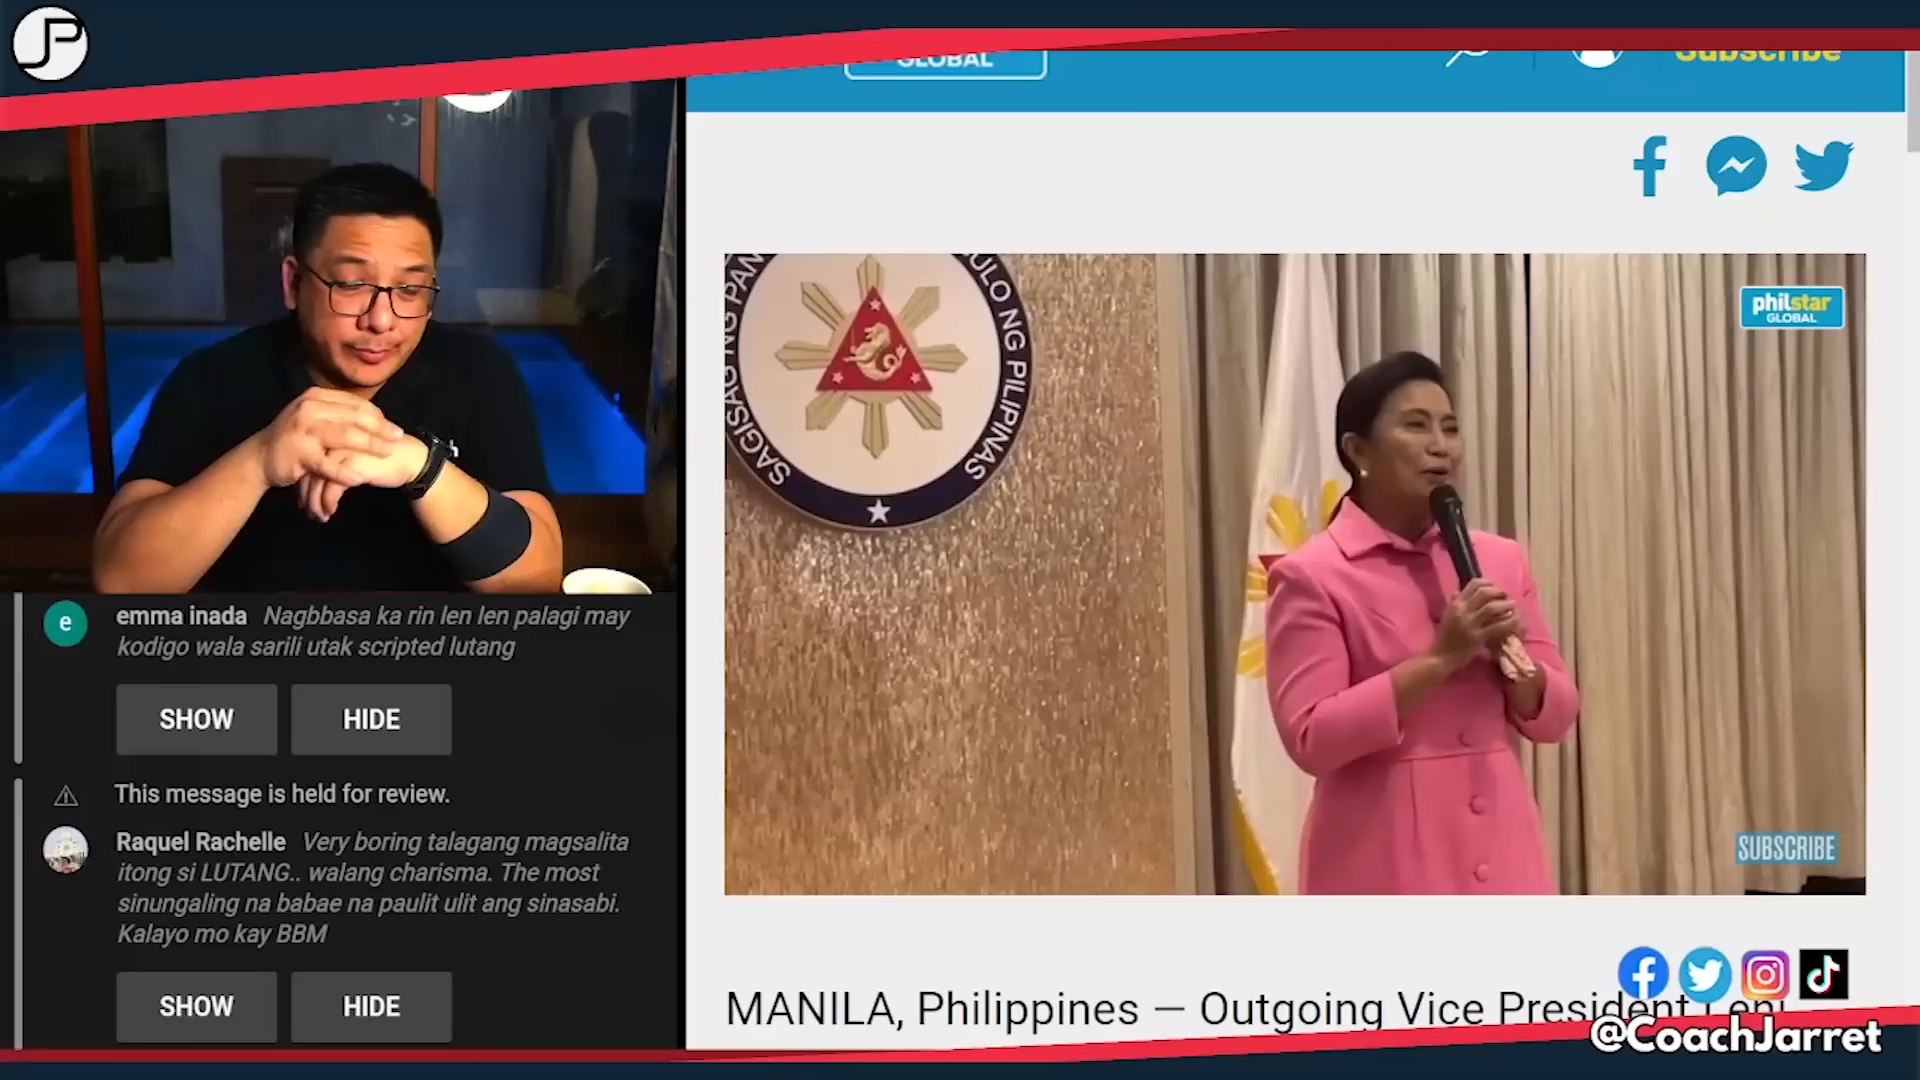 JP
GLOBAL
Subscribe
SAGISAG NG PAN
ULO NG PILIPINAS
philstar
GLOBAL
emma inada Nagbbasa ka rin len len palagi may
kodigo wala sarili utak scripted lutang
SHOW HIDE
This message is held for review.
Raquel Rachelle Very boring talagang magsalita
itong si LUTANG.. walang charisma. The most
sinungaling na babae na paulit ulit ang sinasabi.
Kalayo mo kay BBM
SHOW HIDE
SUBSCRIBE
MANILA, Philippines — Outgoing Vice President Leni
@CoachJarret